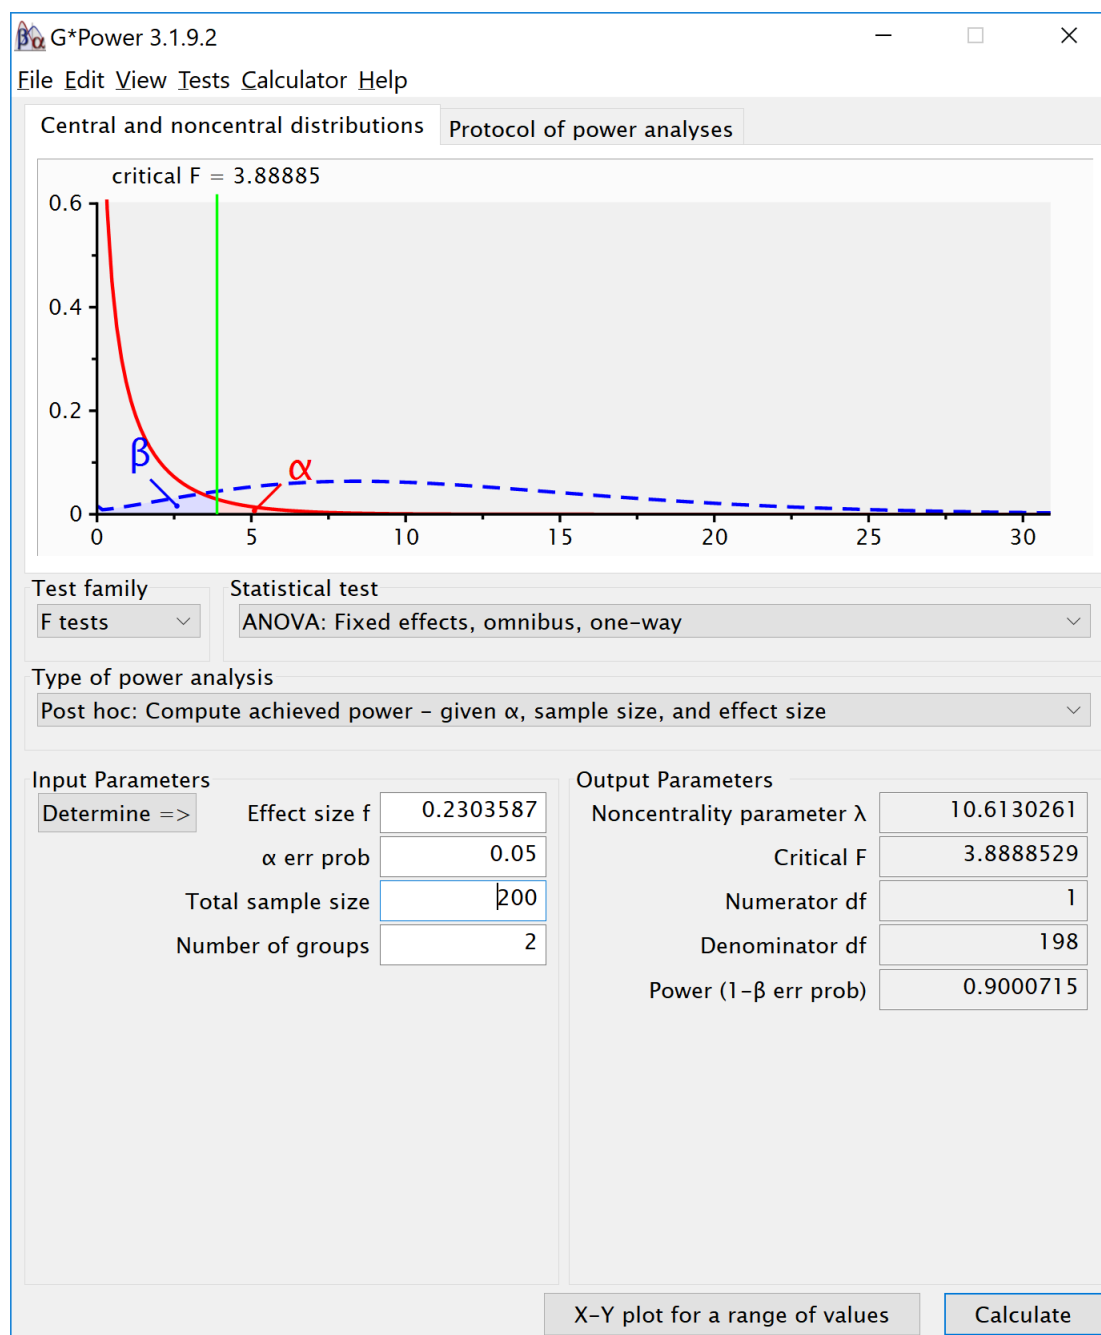 G*Power 3.1.9.2
File Edit View Tests Calculator Help
Central and noncentral distributions Protocol of power analyses
critical F = 3.88885
0.6
0.4
0.2
β α
0
0 5 10 15 20 25 30
Test family Statistical test
F tests ANOVA: Fixed effects, omnibus, one-way
Type of power analysis
Post hoc: Compute achieved power - given α, sample size, and effect size
Input Parameters
Determine => Effect size f 0.2303587
α err prob 0.05
Total sample size 200
Number of groups 2
Output Parameters
Noncentrality parameter λ 10.6130261
Critical F 3.8888529
Numerator df 1
Denominator df 198
Power (1-β err prob) 0.9000715
X-Y plot for a range of values Calculate